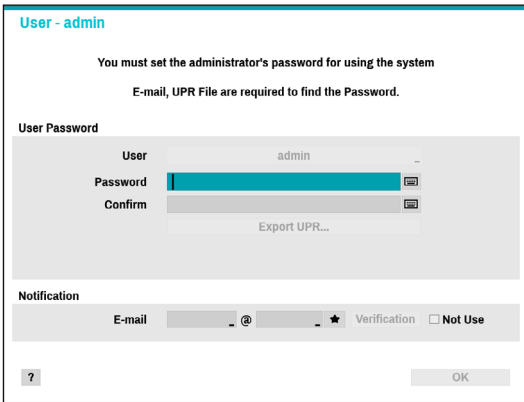 User - admin
You must set the administrator's password for using the system
E-mail, UPR File are required to find the Password.
User Password
User admin _
Password
Confirm
Export UPR...
Notification
E-mail _ @ _ ★ Verification Not Use
? OK